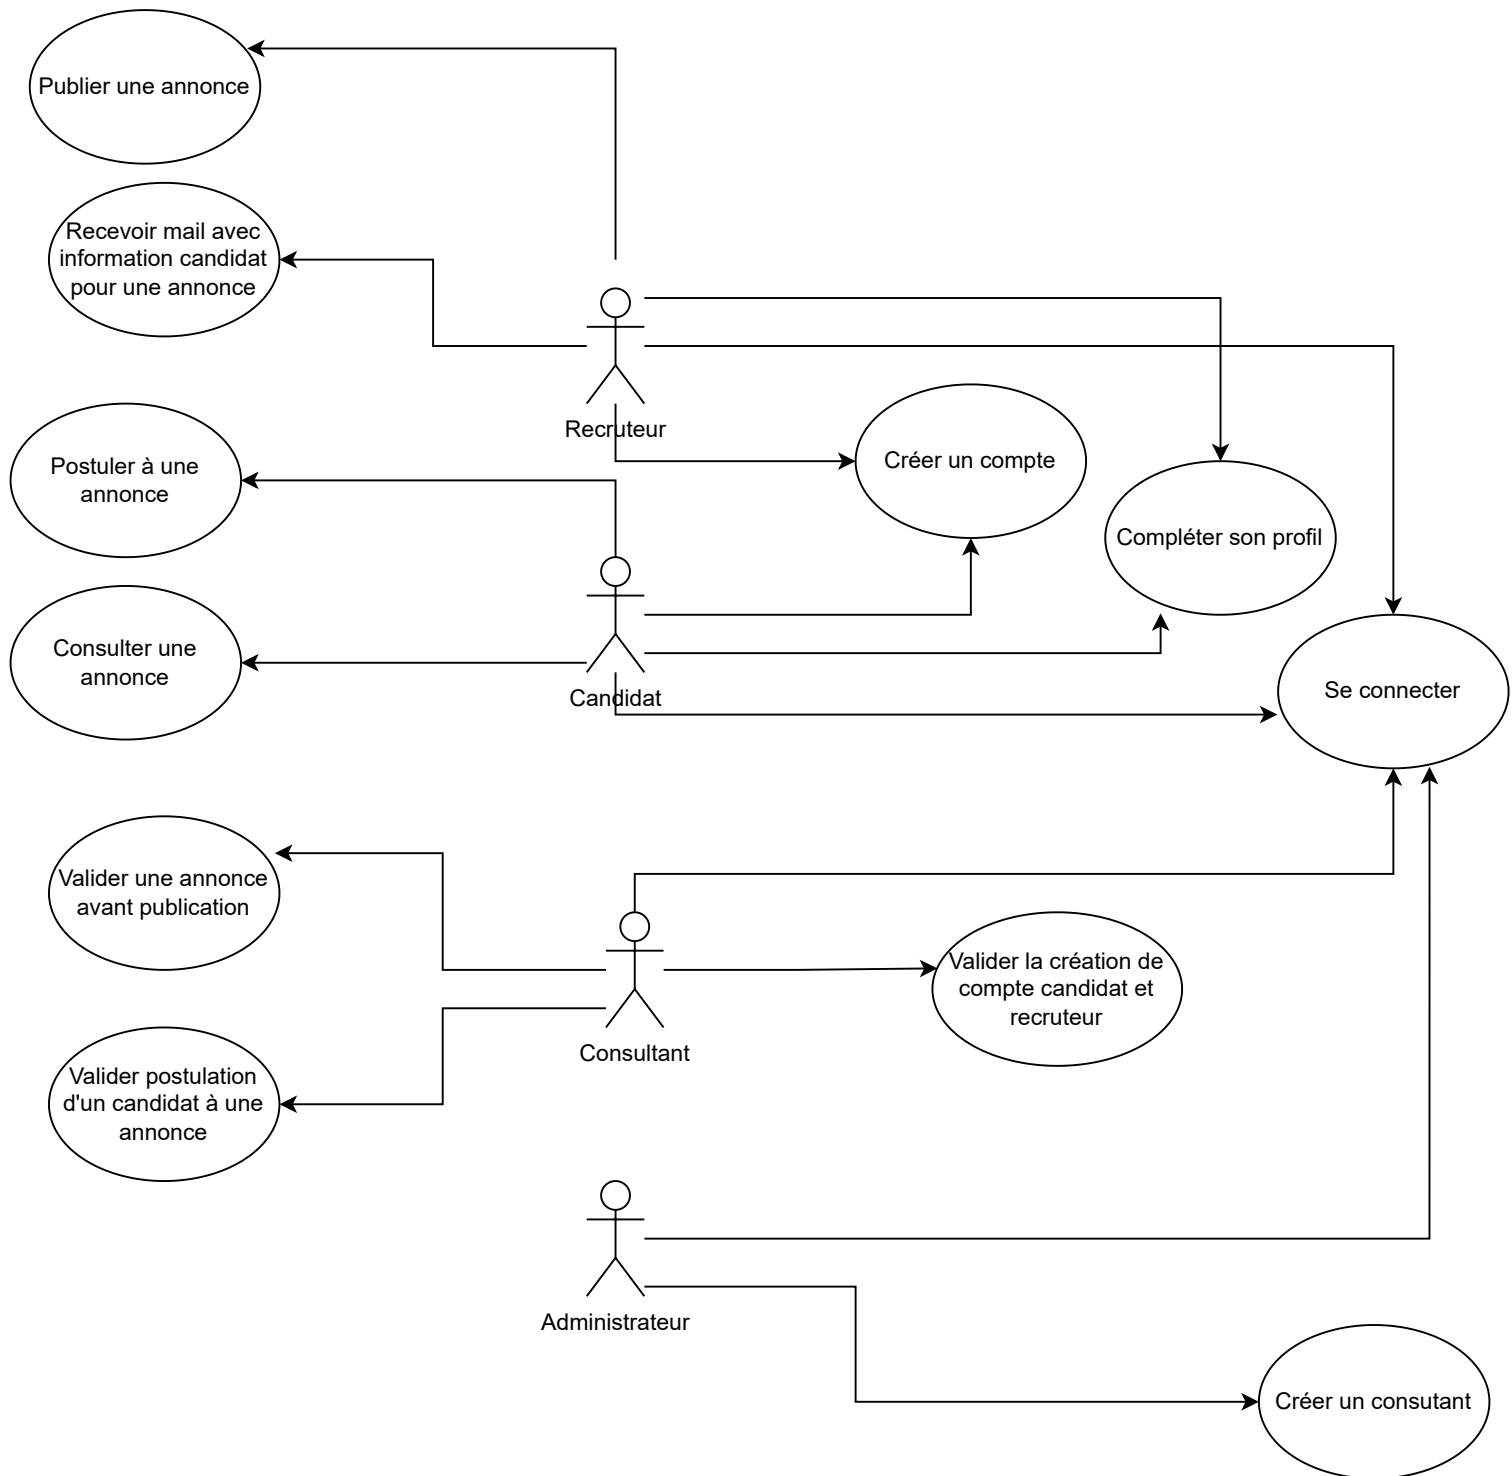 Publier une annonce
Recevoir mail avec
information candidat
pour une annonce
Recruteur
Postuler à une
annonce
Créer un compte
Compléter son profil
Consulter une
annonce
Candidat
Se connecter
Valider une annonce
avant publication
Valider la création de
compte candidat et
recruteur
Consultant
Valider postulation
d'un candidat à une
annonce
Administrateur
Créer un consutant